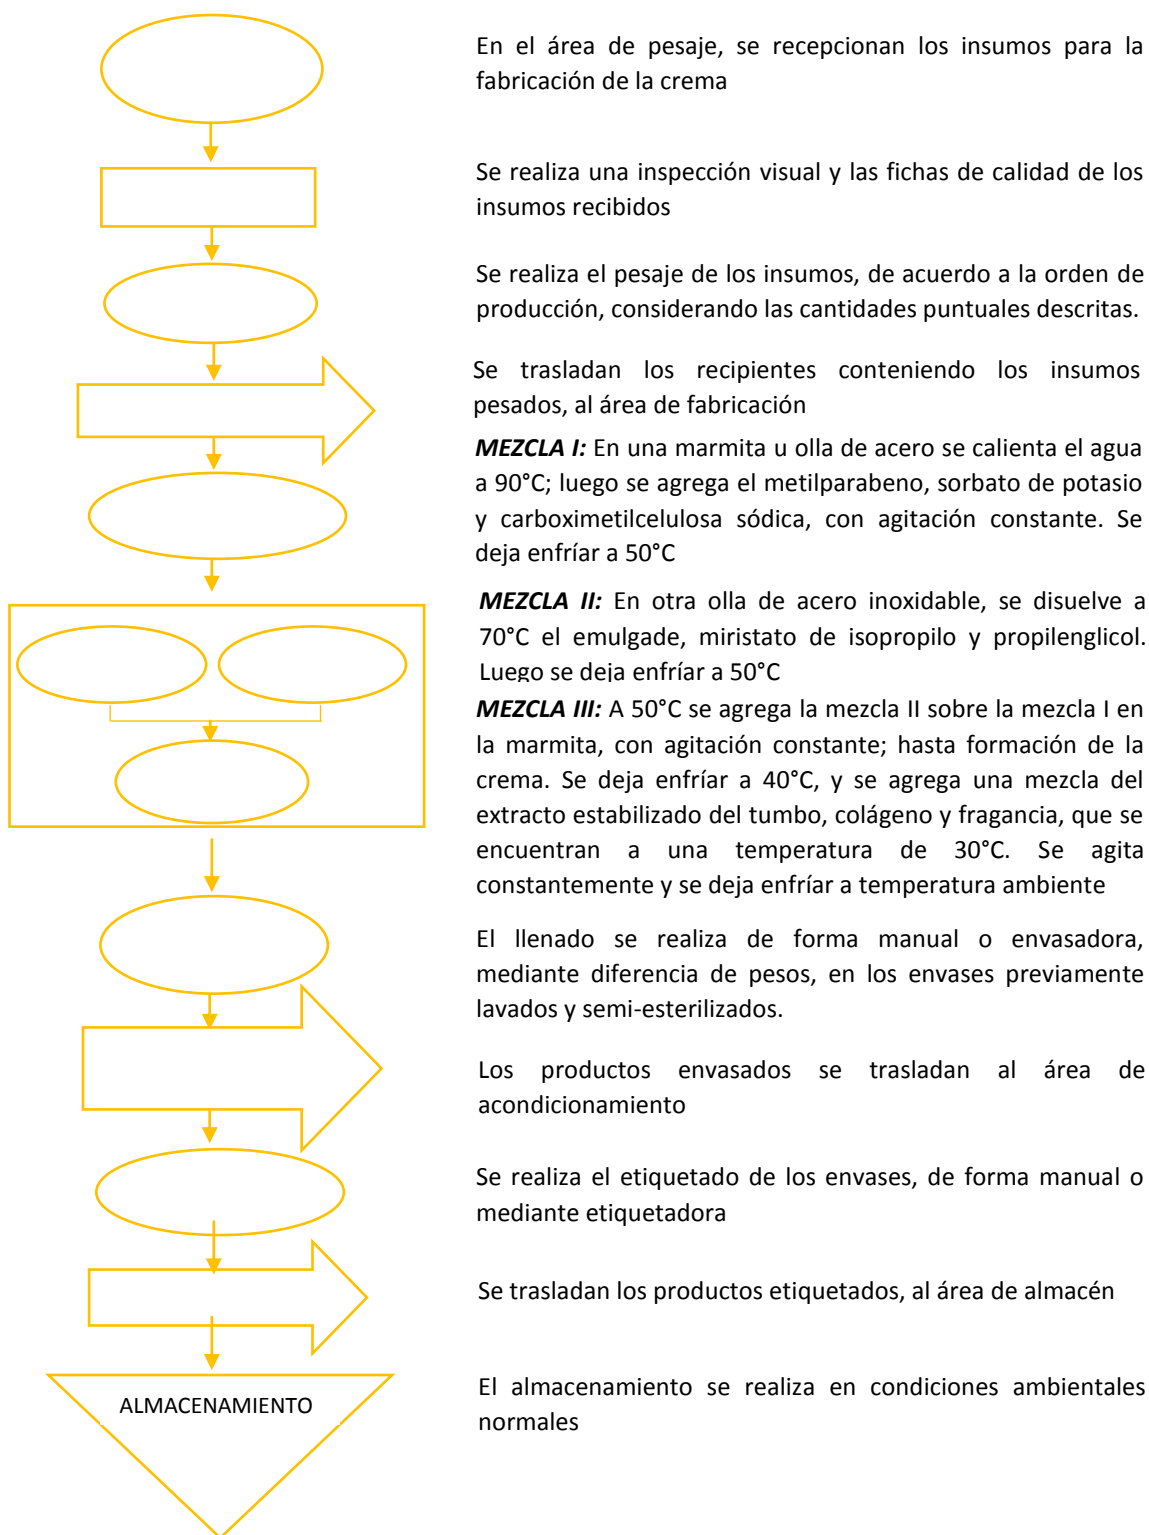 En el área de pesaje, se recepcionan los insumos para la
fabricación de la crema
Se realiza una inspección visual y las fichas de calidad de los
insumos recibidos
Se realiza el pesaje de los insumos, de acuerdo a la orden de
producción, considerando las cantidades puntuales descritas.
Se trasladan los recipientes conteniendo los insumos
pesados, al área de fabricación
MEZCLA I: En una marmita u olla de acero se calienta el agua
a 90°C; luego se agrega el metilparabeno, sorbato de potasio
y carboximetilcelulosa sódica, con agitación constante. Se
deja enfríar a 50°C
MEZCLA II: En otra olla de acero inoxidable, se disuelve a
70°C el emulgade, miristato de isopropilo y propilenglicol.
Luego se deja enfríar a 50°C
MEZCLA III: A 50°C se agrega la mezcla II sobre la mezcla I en
la marmita, con agitación constante; hasta formación de la
crema. Se deja enfríar a 40°C, y se agrega una mezcla del
extracto estabilizado del tumbo, colágeno y fragancia, que se
encuentran a una temperatura de 30°C. Se agita
constantemente y se deja enfríar a temperatura ambiente
El llenado se realiza de forma manual o envasadora,
mediante diferencia de pesos, en los envases previamente
lavados y semi-esterilizados.
Los productos envasados se trasladan al área de
acondicionamiento
Se realiza el etiquetado de los envases, de forma manual o
mediante etiquetadora
Se trasladan los productos etiquetados, al área de almacén
ALMACENAMIENTO
El almacenamiento se realiza en condiciones ambientales
normales